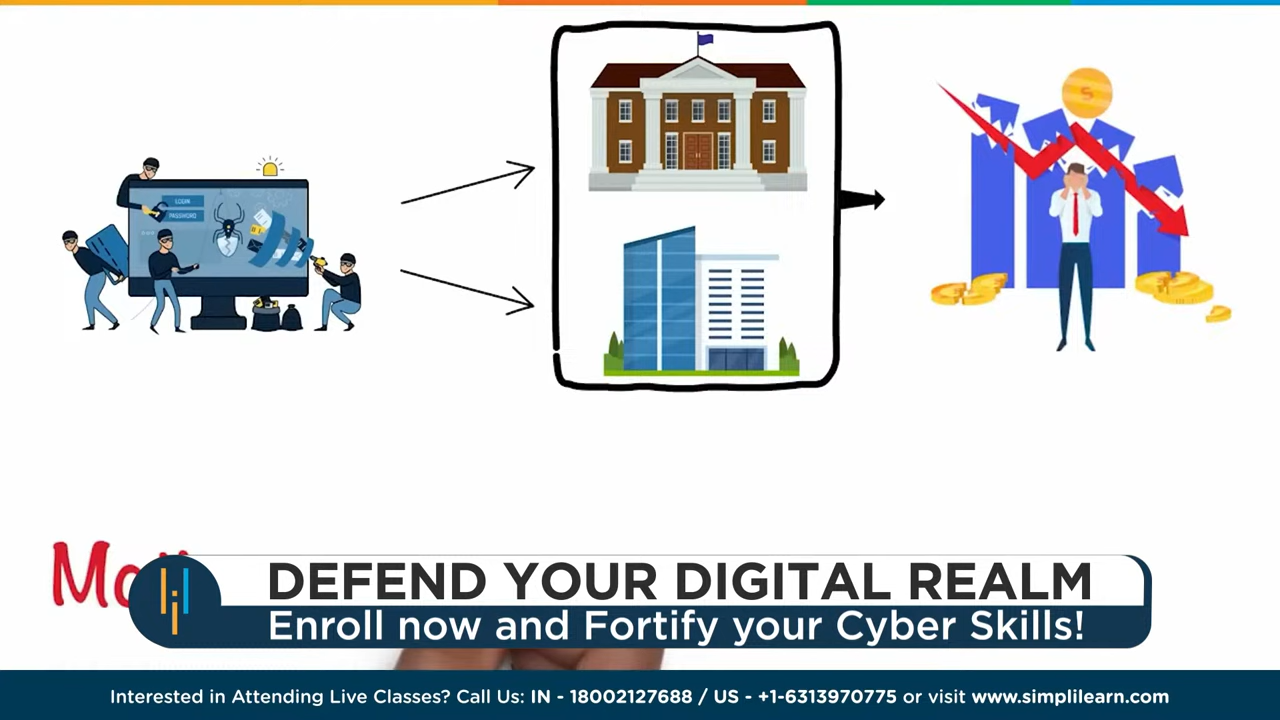 LOGIN
PASSWORD
DEFEND YOUR DIGITAL REALM
Enroll now and Fortify your Cyber Skills!
Interested in Attending Live Classes? Call Us: IN - 18002127688 / US - +1-6313970775 or visit www.simplilearn.com